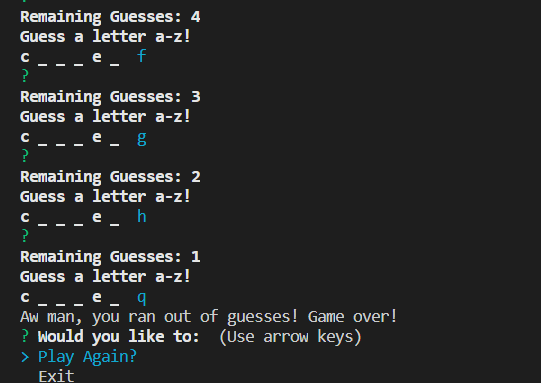 Remaining Guesses: 4
Guess a letter a-z!
c _ _ _ e _  f
?
Remaining Guesses: 3
Guess a letter a-z!
c _ _ _ e _  g
?
Remaining Guesses: 2
Guess a letter a-z!
c _ _ _ e _  h
?
Remaining Guesses: 1
Guess a letter a-z!
c _ _ _ e _  q
Aw man, you ran out of guesses! Game over!
? Would you like to:  (Use arrow keys)
> Play Again?
  Exit